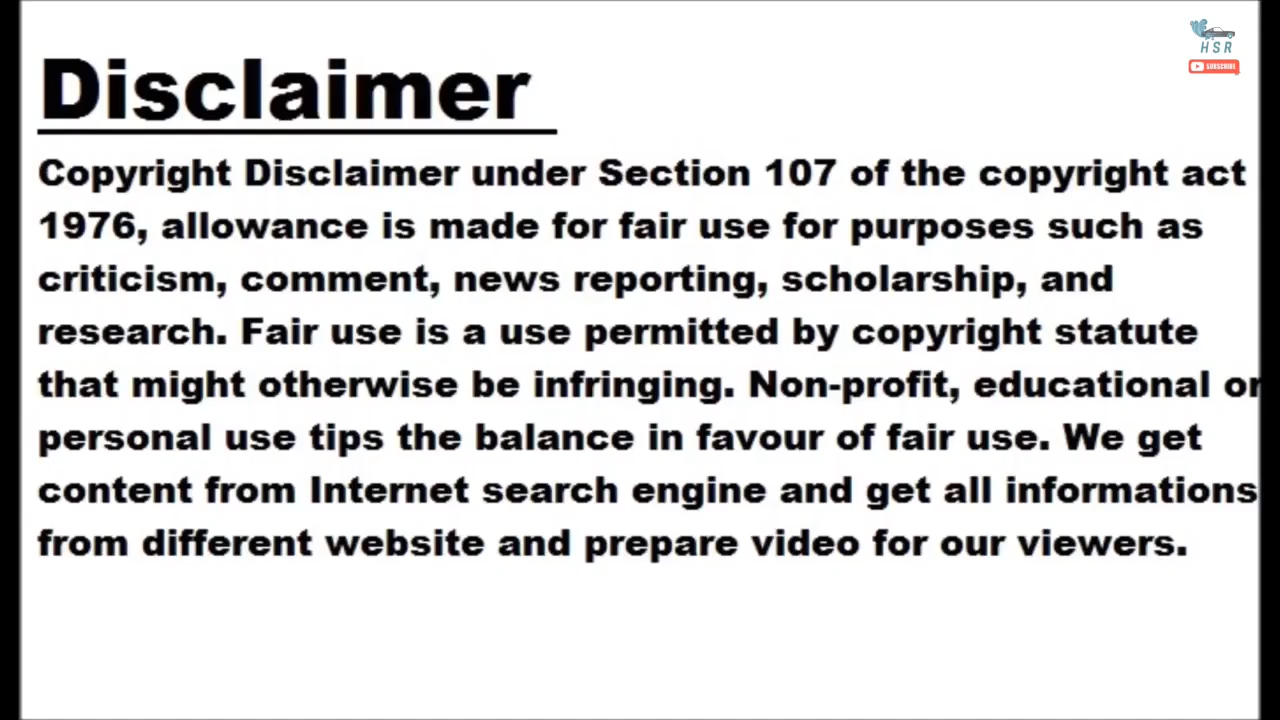 HSR
SUBSCRIBE
Disclaimer
Copyright Disclaimer under Section 107 of the copyright act
1976, allowance is made for fair use for purposes such as
criticism, comment, news reporting, scholarship, and
research. Fair use is a use permitted by copyright statute
that might otherwise be infringing. Non-profit, educational or
personal use tips the balance in favour of fair use. We get
content from Internet search engine and get all informations
from different website and prepare video for our viewers.